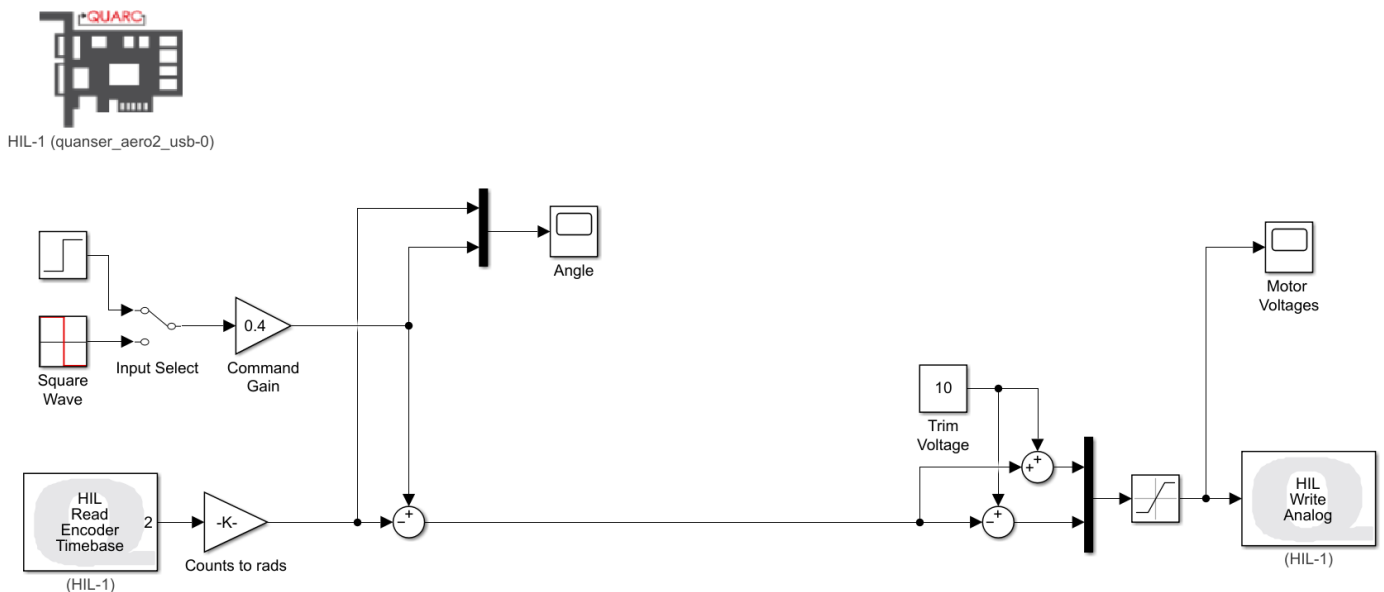 QUARC
HIL-1 (quanser_aero2_usb-0)
Angle
Motor
Voltages
0.4
Input Select
Command
Gain
Square
Wave
10
Trim
Voltage
HIL
Read
Encoder
Timebase
2
-K-
Counts to rads
(HIL-1)
−
+
+
+
−
+
HIL
Write
Analog
(HIL-1)